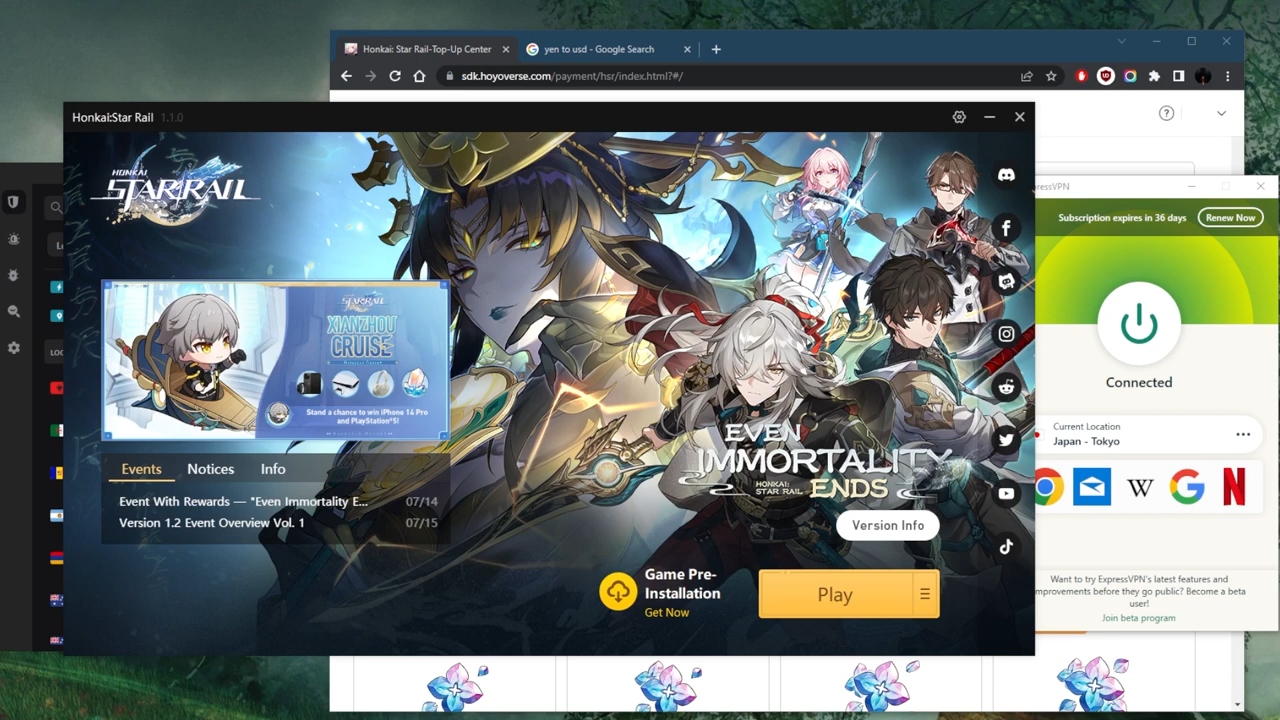 Honkai: Star Rail-Top-Up Center
yen to usd - Google Search
sdk.hoyoverse.com/payment/hsr/index.html?#/
Honkai:Star Rail 1.1.0
HONKAI
STAR RAIL
STAR RAIL
XIANZHOU
CRUISE
Stand a chance to win iPhone 14 Pro
and PlayStation®5!
Events
Notices
Info
Event With Rewards — "Even Immortality E... 07/14
Version 1.2 Event Overview Vol. 1 07/15
EVEN
IMMORTALITY
HONKAI:
STAR RAIL
ENDS
Version Info
Game Pre-
Installation
Get Now
Play
LOC
pressVPN
Subscription expires in 36 days
Renew Now
Connected
Current Location
Japan - Tokyo
W
Want to try ExpressVPN's latest features and
mprovements before they go public? Become a beta
user!
Join beta program